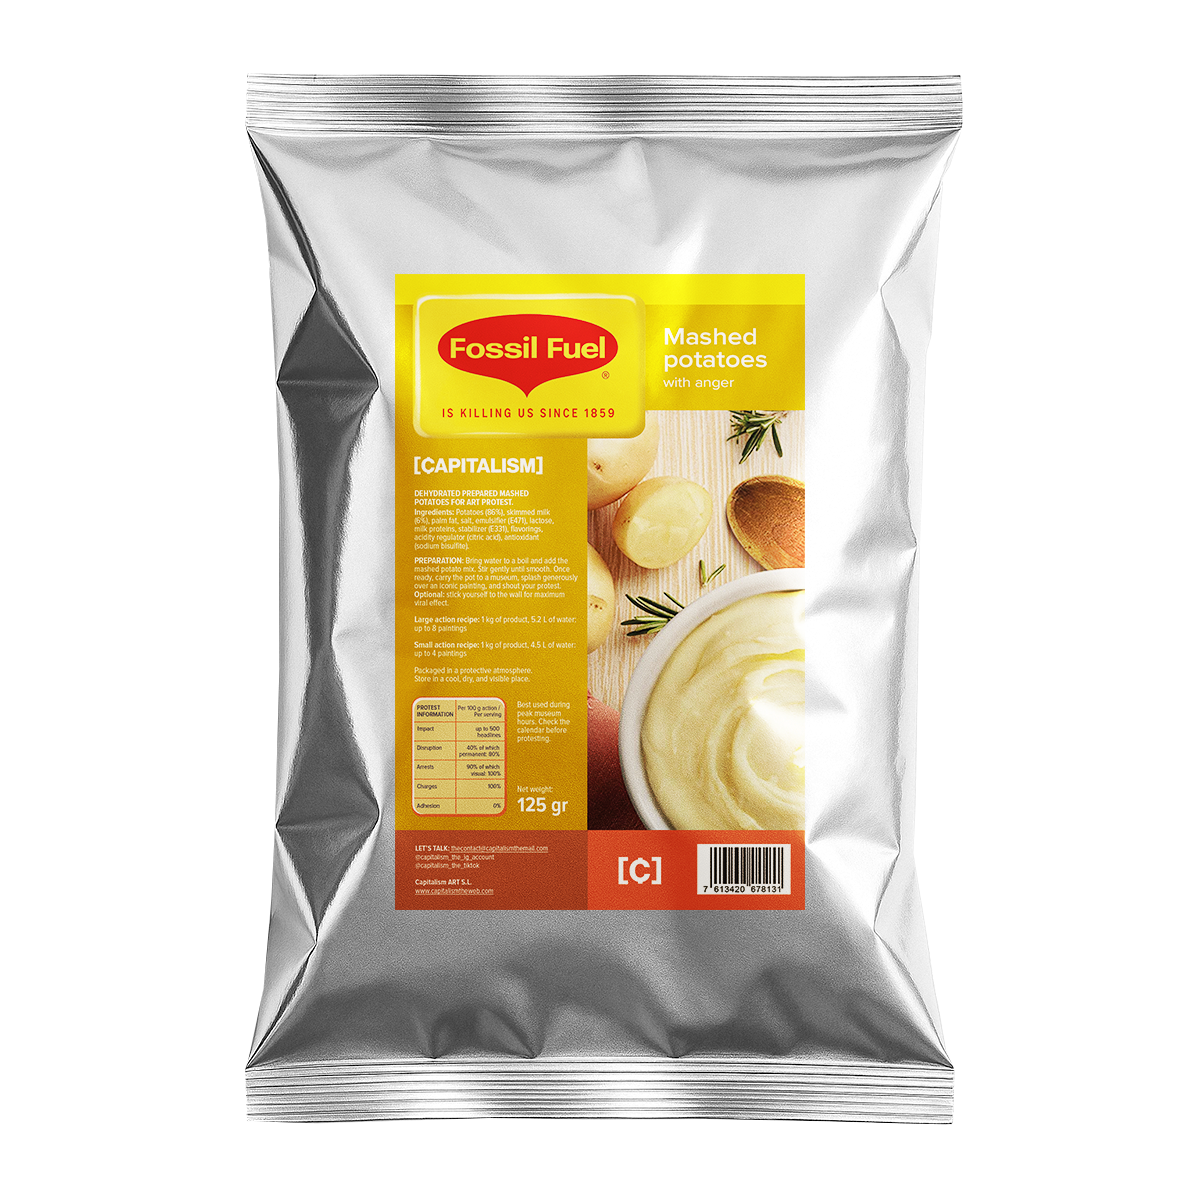 Fossil Fuel
®
IS KILLING US SINCE 1859
Mashed
potatoes
with anger
[₵APITALISM]
DEHYDRATED PREPARED MASHED
POTATOES FOR ART PROTEST.
Ingredients: Potatoes (86%), skimmed milk
(6%), palm fat, salt, emulsifier (E471), lactose,
milk proteins, stabilizer (E331), flavorings,
acidity regulator (citric acid), antioxidant
(sodium bisulfite).
PREPARATION: Bring water to a boil and add the
mashed potato mix. Stir gently until smooth. Once
ready, carry the pot to a museum, splash generously
over an iconic painting, and shout your protest.
Optional: stick yourself to the wall for maximum
viral effect.
Large action recipe: 1 kg of product, 5.2 L of water:
up to 8 paintings
Small action recipe: 1 kg of product, 4.5 L of water:
up to 4 paintings
Packaged in a protective atmosphere.
Store in a cool, dry, and visible place.
PROTEST
INFORMATION
Per 100 g action /
Per serving
Impact
up to 500
headlines
Disruption
40% of which
permanent: 80%
Arrests
90% of which
visual: 100%
Charges
100%
Adhesion
0%
Best used during
peak museum
hours. Check the
calendar before
protesting.
Net weight:
125 gr
LET'S TALK: thecontact@capitalismthemail.com
@capitalism_the_ig_account
@capitalism_the_tiktok
Capitalism ART S.L.
www.capitalismtheweb.com
[₵]
7 613420 678131